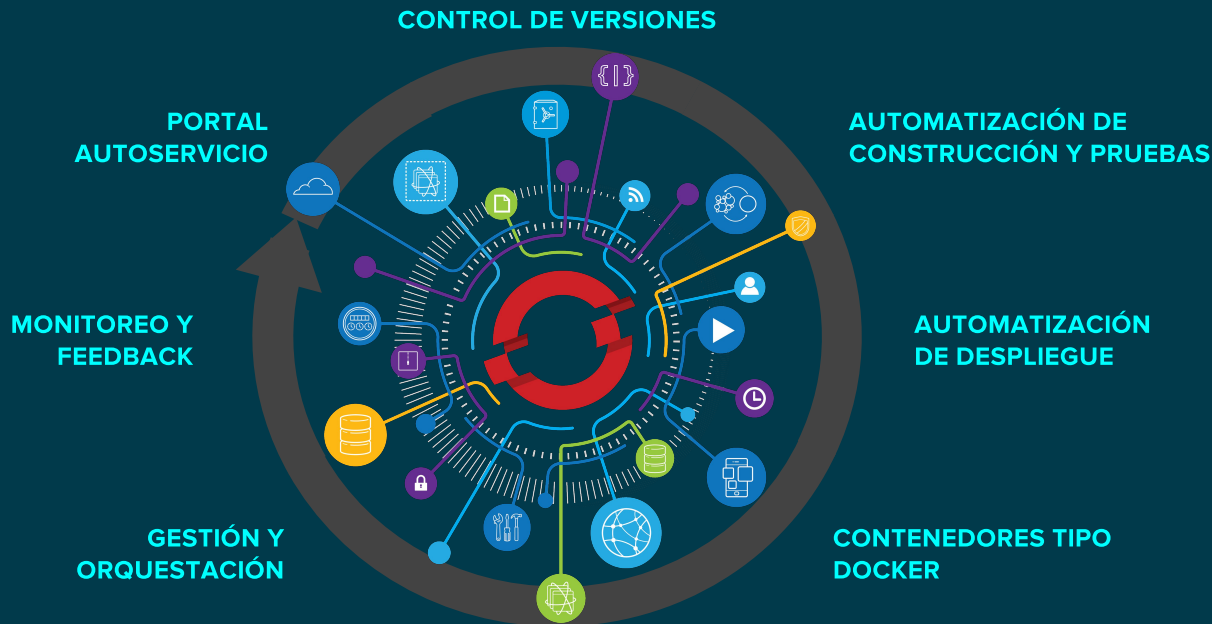 CONTROL DE VERSIONES
PORTAL
AUTOSERVICIO
AUTOMATIZACIÓN DE
CONSTRUCCIÓN Y PRUEBAS
MONITOREO Y
FEEDBACK
AUTOMATIZACIÓN
DE DESPLIEGUE
GESTIÓN Y
ORQUESTACIÓN
CONTENEDORES TIPO
DOCKER